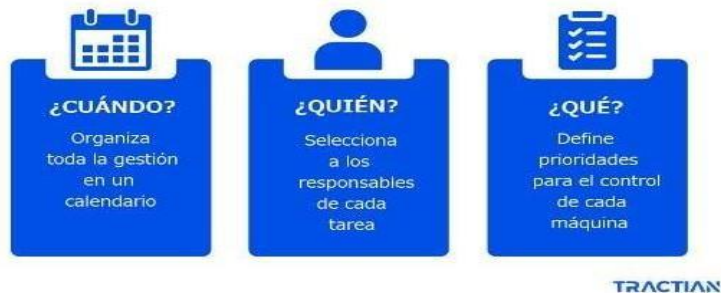 ¿CUÁNDO?
Organiza
toda la gestión
en un
calendario
¿QUIÉN?
Selecciona
a los
responsables
de cada
tarea
¿QUÉ?
Define
prioridades
para el control
de cada
máquina
TRACTIAN